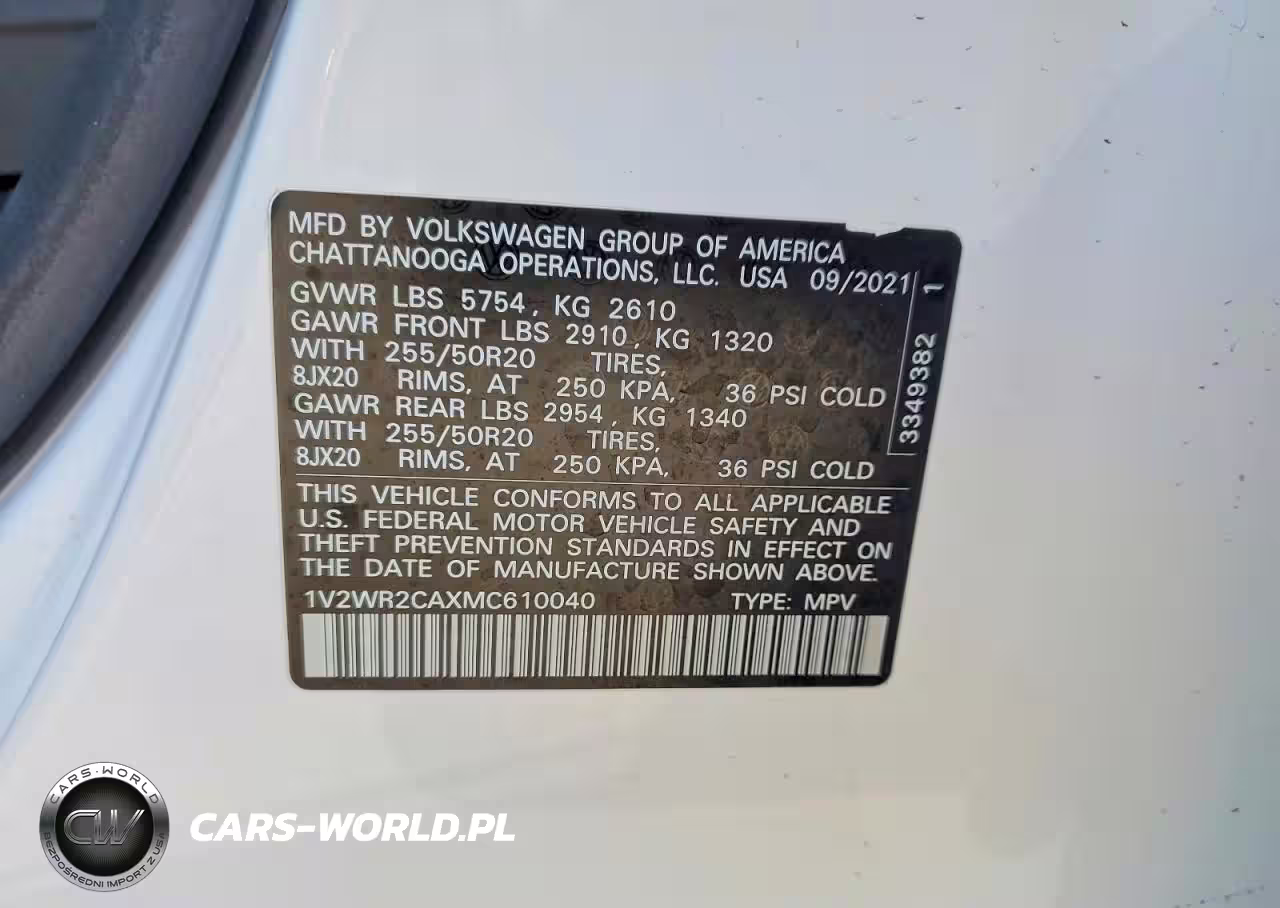 MFD BY VOLKSWAGEN GROUP OF AMERICA
CHATTANOOGA OPERATIONS, LLC. USA 09/2021
GVWR LBS 5754, KG 2610
GAWR FRONT LBS 2910, KG 1320
WITH 255/50R20 TIRES,
8JX20 RIMS, AT 250 KPA, 36 PSI COLD
GAWR REAR LBS 2954, KG 1340
WITH 255/50R20 TIRES,
8JX20 RIMS, AT 250 KPA, 36 PSI COLD
3349382 1
THIS VEHICLE CONFORMS TO ALL APPLICABLE
U.S. FEDERAL MOTOR VEHICLE SAFETY AND
THEFT PREVENTION STANDARDS IN EFFECT ON
THE DATE OF MANUFACTURE SHOWN ABOVE.
1V2WR2CAXMC610040 TYPE: MPV
CARS-WORLD
CW
BEZPOŚREDNI IMPORT Z USA
CARS-WORLD.PL